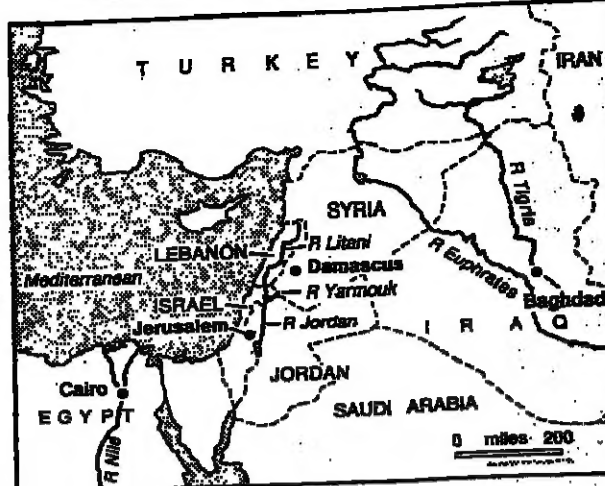 TURKEY
IRAN
R Tigris
SYRIA
LEBANON
R Litani
R Euphrates
Mediterranean
Damascus
ISRAEL
R Yarmouk
Baghdad
Jerusalem
R Jordan
IRAQ
JORDAN
Cairo
SAUDI ARABIA
EGYPT
R Nile
0 miles 200